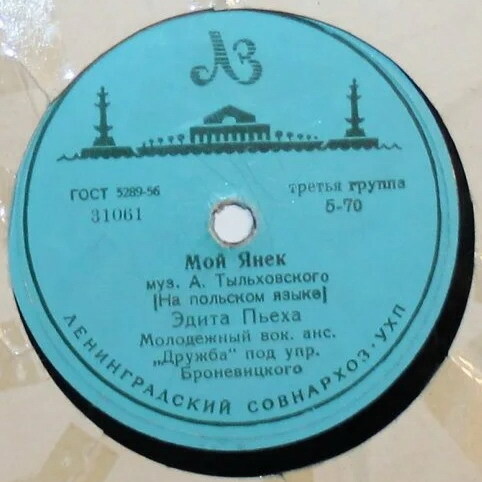 ЛЗ
ГОСТ 5289-56
31061
третья группа
5-70
Мой Янек
муз. А. Тыльховского
[На польском языке]
Эдита Пьеха
Молодежный вок. анс.
„Дружба" под упр.
Броневицкого
ЛЕНИНГРАДСКИЙ СОВНАРХОЗ·УХП